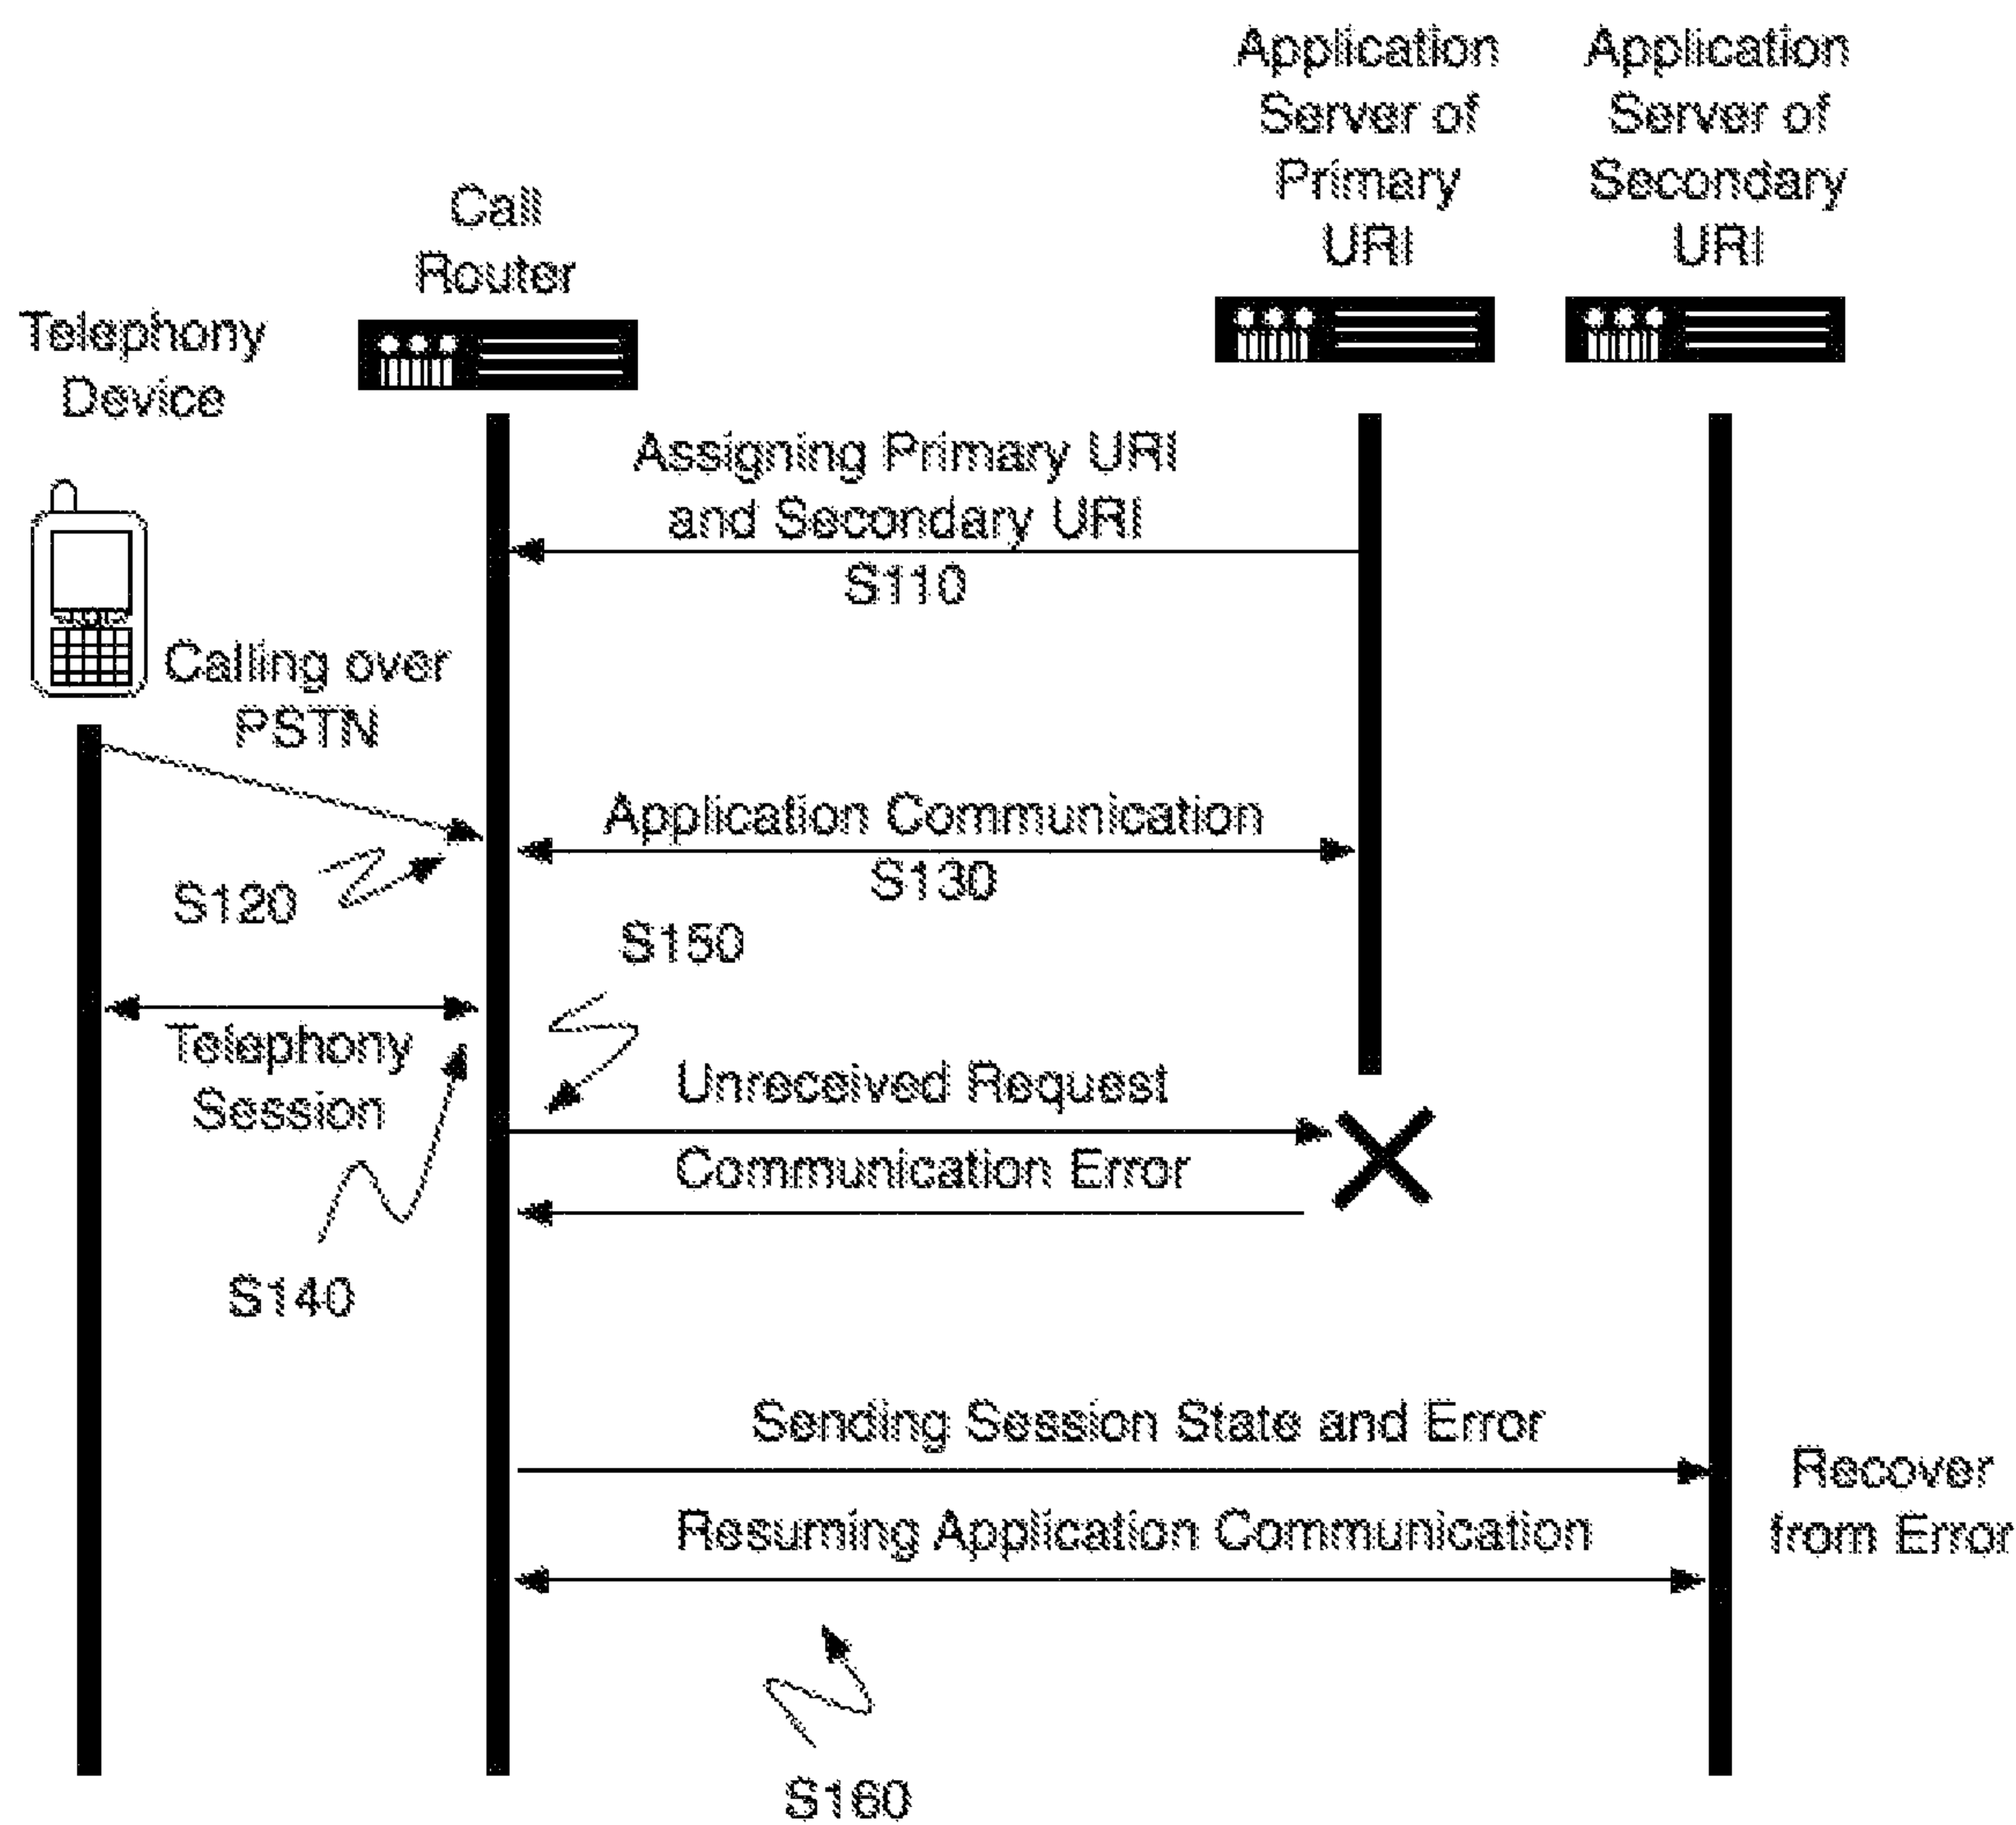 Application
Server of
Primary
URI
Application
Server of
Secondary
URI
Call
Router
Telephony
Device
Assigning Primary URI
and Secondary URI
S110
Calling over
PSTN
S120
Application Communication
S130
S150
Telephony
Session
S140
Unreceived Request
Communication Error
Sending Session State and Error
Resuming Application Communication
Recover
from Error
S160